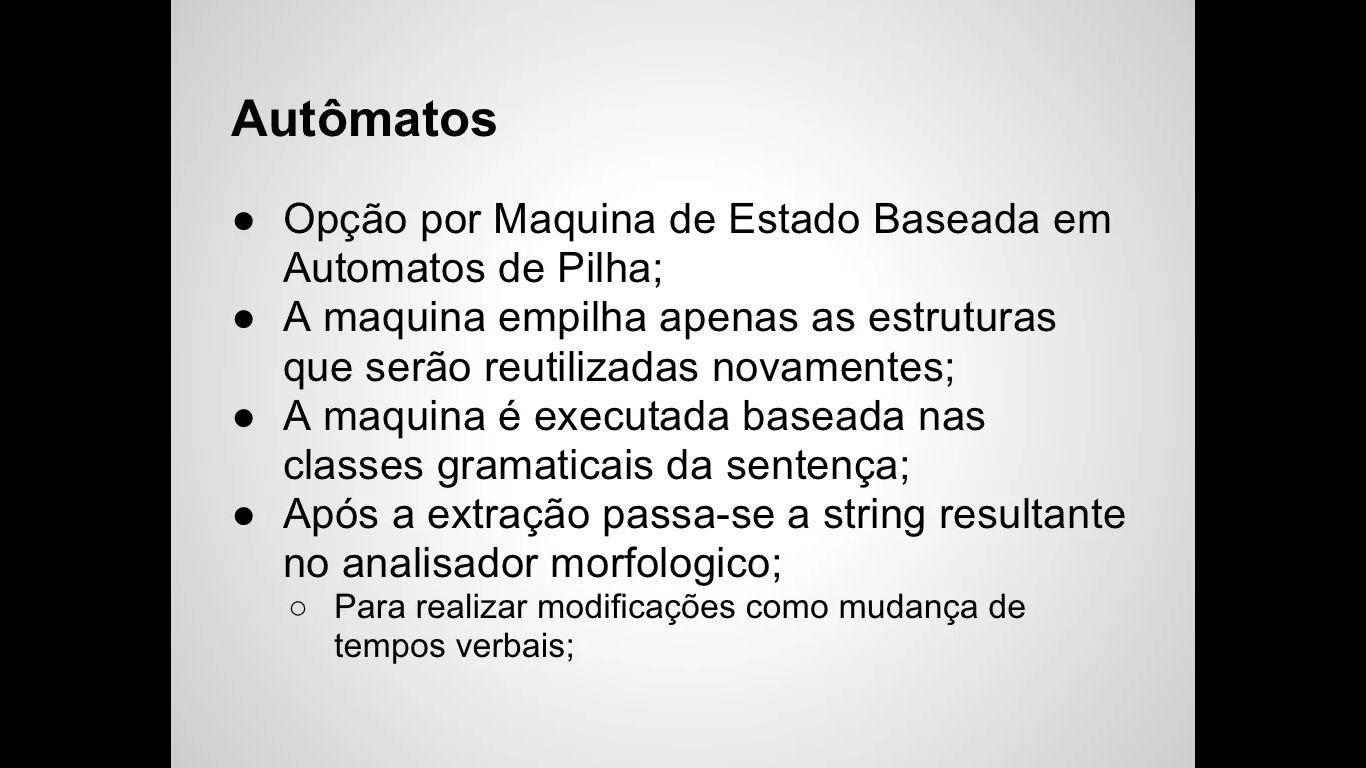 Autômatos
● Opção por Maquina de Estado Baseada em
Automatos de Pilha;
● A maquina empilha apenas as estruturas
que serão reutilizadas novamentes;
● A maquina é executada baseada nas
classes gramaticais da sentença;
● Após a extração passa-se a string resultante
no analisador morfologico;
○ Para realizar modificações como mudança de
tempos verbais;